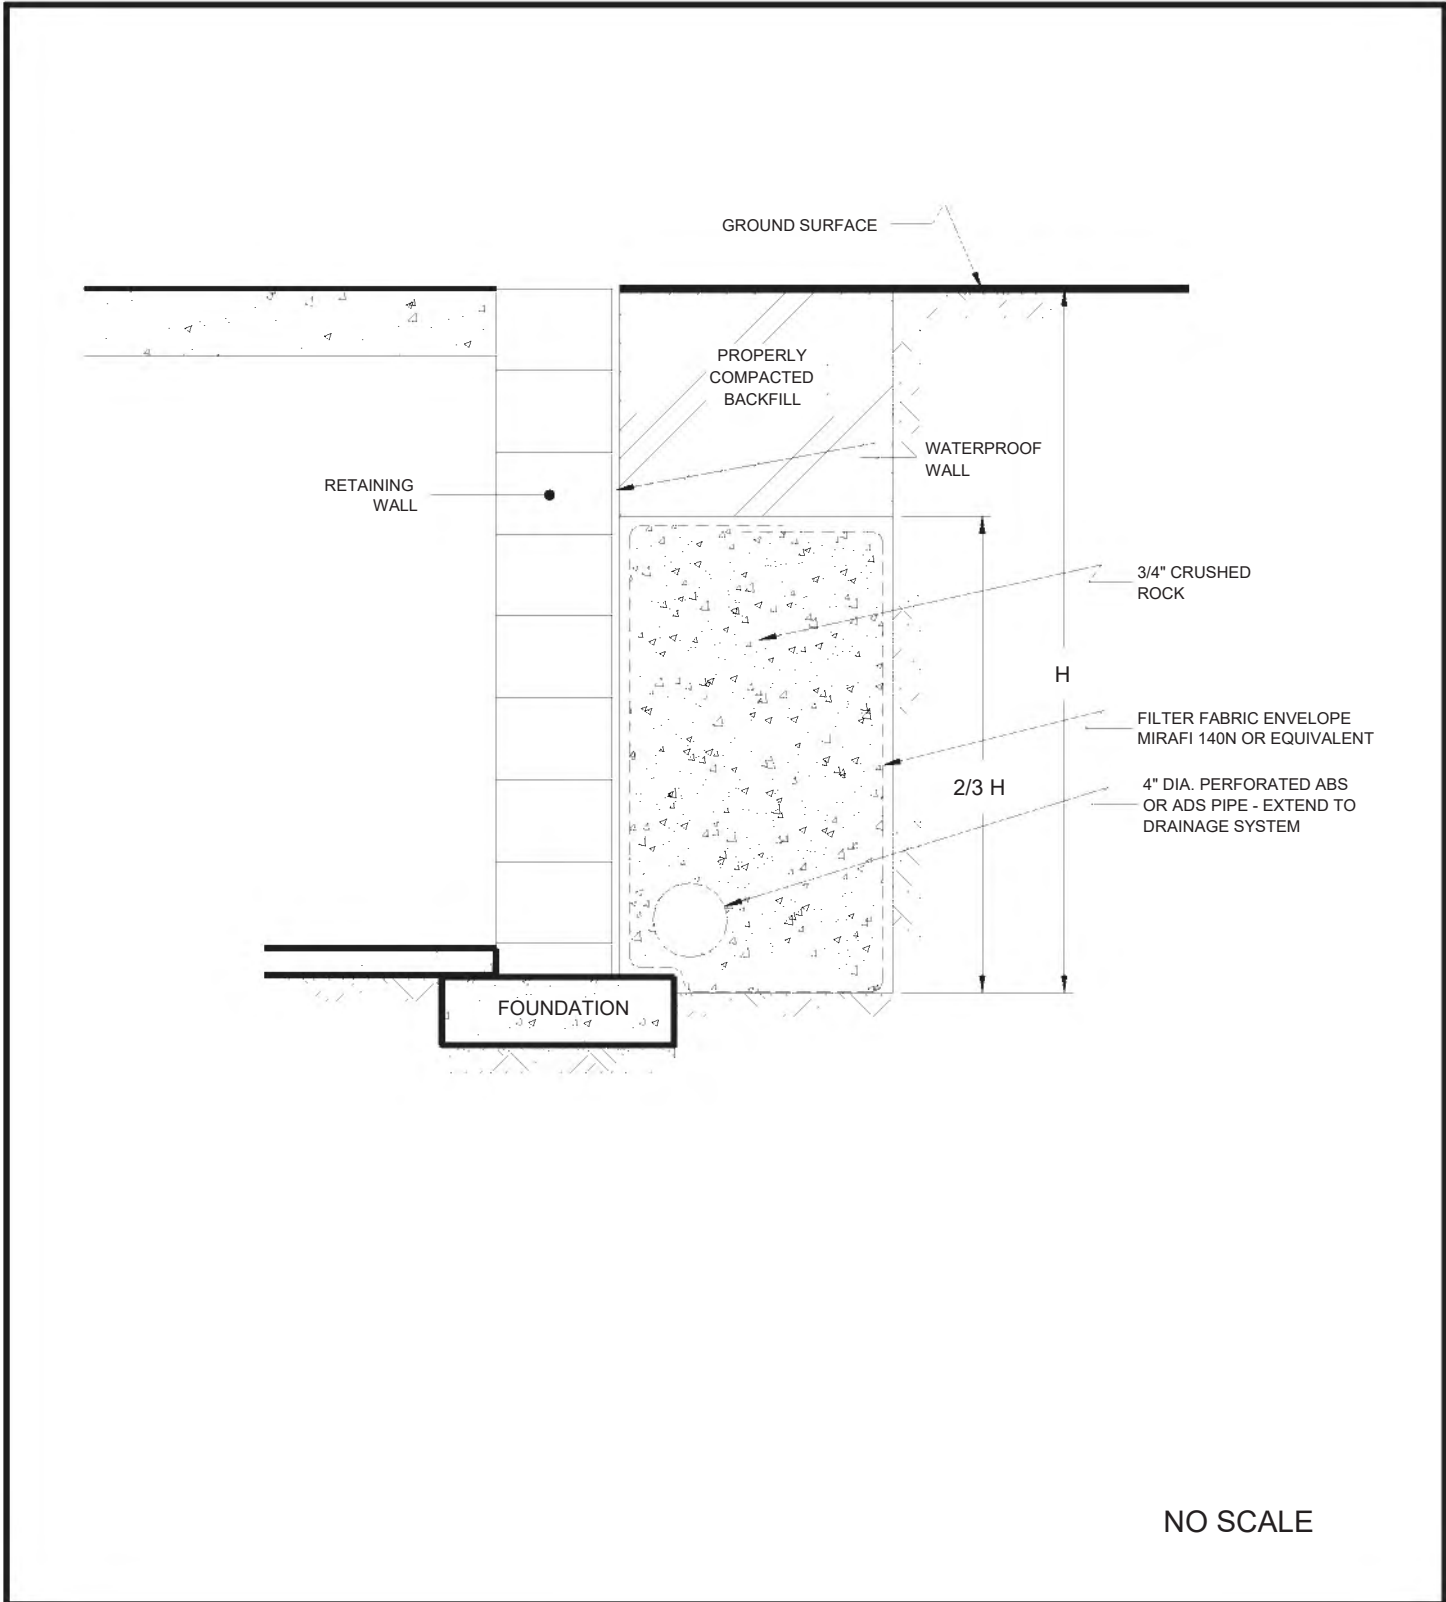 GROUND SURFACE
PROPERLY
COMPACTED
BACKFILL
WATERPROOF
WALL
RETAINING
WALL
3/4" CRUSHED
ROCK
H
FILTER FABRIC ENVELOPE
MIRAFI 140N OR EQUIVALENT
2/3 H
4" DIA. PERFORATED ABS
OR ADS PIPE - EXTEND TO
DRAINAGE SYSTEM
FOUNDATION
NO SCALE